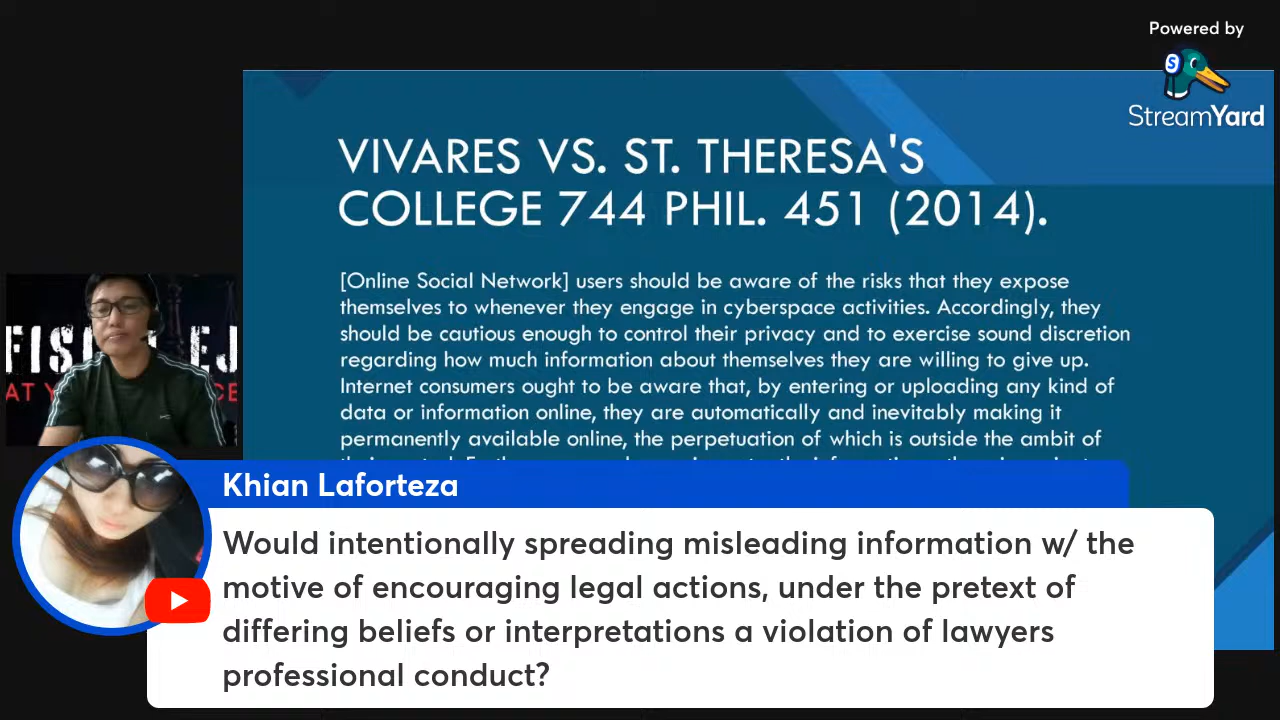 Powered by
StreamYard
VIVARES VS. ST. THERESA'S
COLLEGE 744 PHIL. 451 (2014).
[Online Social Network] users should be aware of the risks that they expose
themselves to whenever they engage in cyberspace activities. Accordingly, they
should be cautious enough to control their privacy and to exercise sound discretion
regarding how much information about themselves they are willing to give up.
Internet consumers ought to be aware that, by entering or uploading any kind of
data or information online, they are automatically and inevitably making it
permanently available online, the perpetuation of which is outside the ambit of
AT
Khian Laforteza
Would intentionally spreading misleading information w/ the
motive of encouraging legal actions, under the pretext of
differing beliefs or interpretations a violation of lawyers
professional conduct?